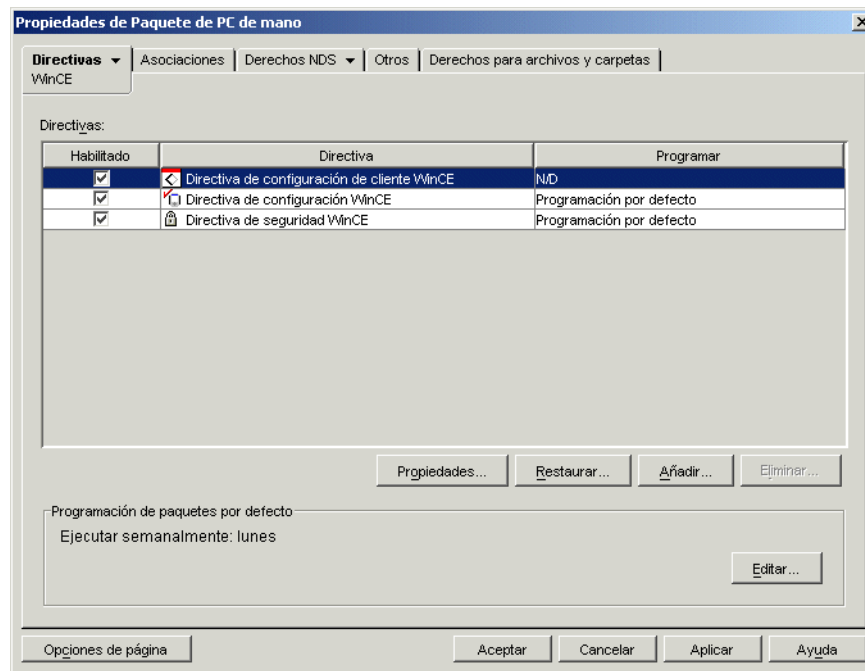 Propiedades de Paquete de PC de mano
Directivas
WinCE
Asociaciones
Derechos NDS
Otros
Derechos para archivos y carpetas
Directivas:
Habilitado Directiva Programar
Directiva de configuración de cliente WinCE N/D
Directiva de configuración WinCE Programación por defecto
Directiva de seguridad WinCE Programación por defecto
Propiedades... Restaurar... Añadir... Eliminar...
Programación de paquetes por defecto
Ejecutar semanalmente: lunes
Editar...
Opciones de página Aceptar Cancelar Aplicar Ayuda